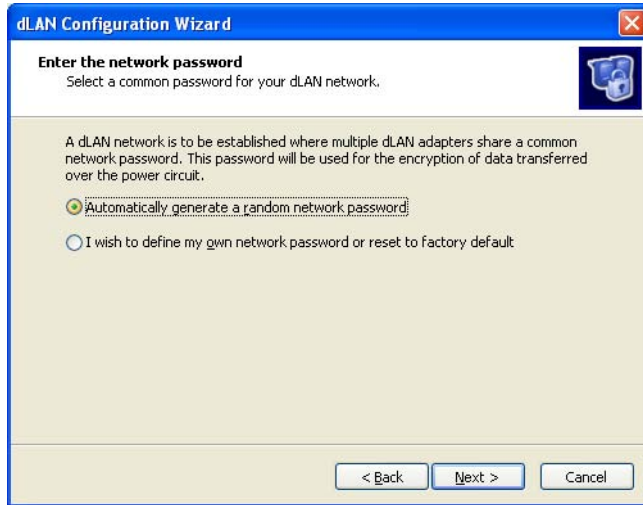 dLAN Configuration Wizard
Enter the network password
Select a common password for your dLAN network.
A dLAN network is to be established where multiple dLAN adapters share a common
network password. This password will be used for the encryption of data transferred
over the power circuit.
Automatically generate a random network password
I wish to define my own network password or reset to factory default
< Back
Next >
Cancel